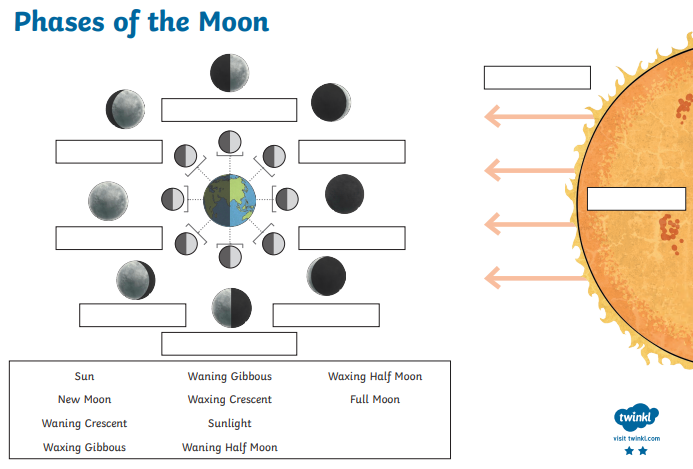 Phases of the Moon
Sun
Waning Gibbous
Waxing Half Moon
New Moon
Waxing Crescent
Full Moon
Waning Crescent
Sunlight
Waxing Gibbous
Waning Half Moon
twinkl
visit twinkl.com